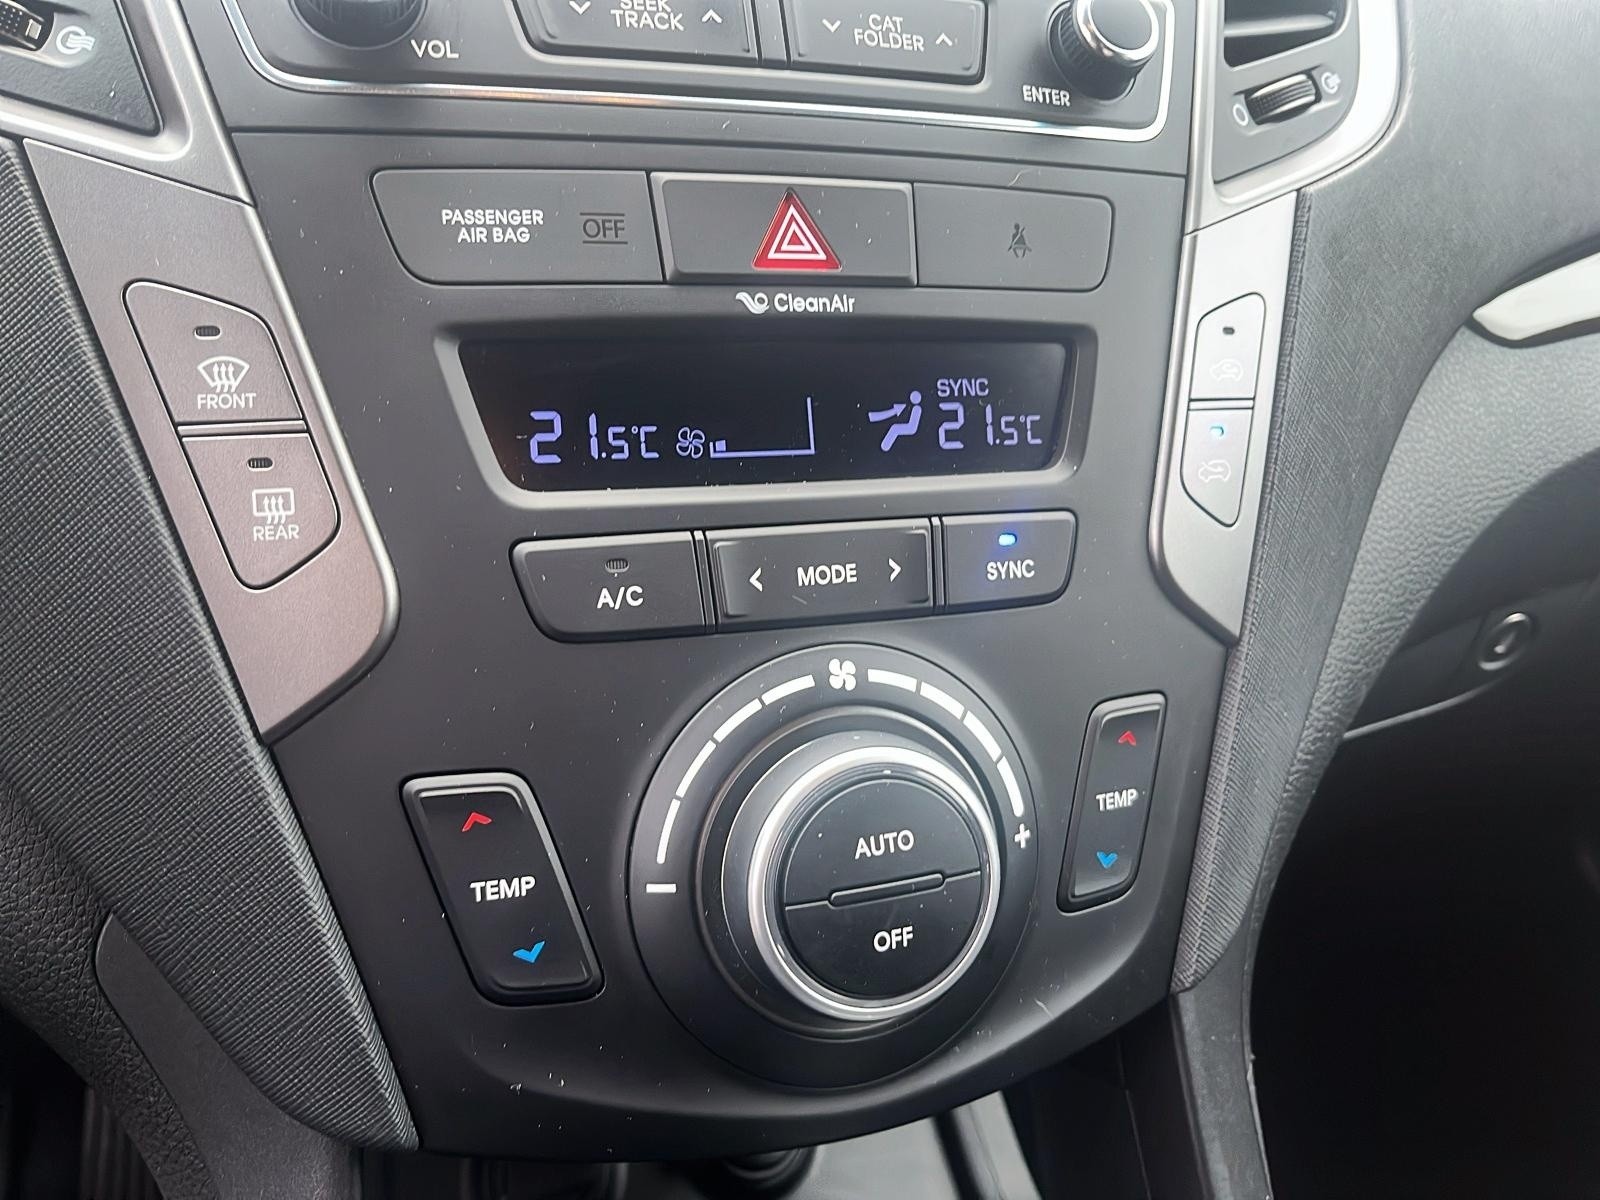 SEEK
TRACK
CAT
FOLDER
VOL
ENTER
PASSENGER
AIR BAG
OFF
CleanAir
FRONT
REAR
SYNC
21.5°C
21.5°C
A/C
< MODE >
SYNC
TEMP
AUTO
OFF
TEMP
− +